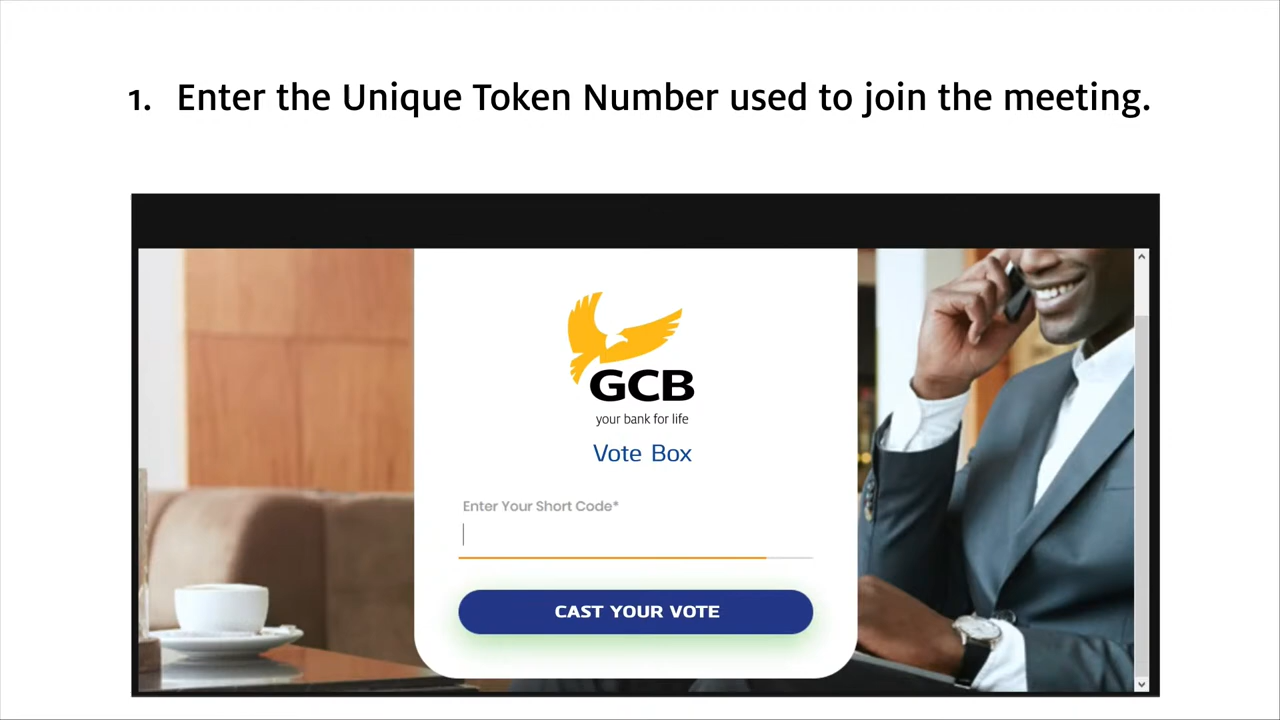 1. Enter the Unique Token Number used to join the meeting.
GCB
your bank for life
Vote Box
Enter Your Short Code*
CAST YOUR VOTE